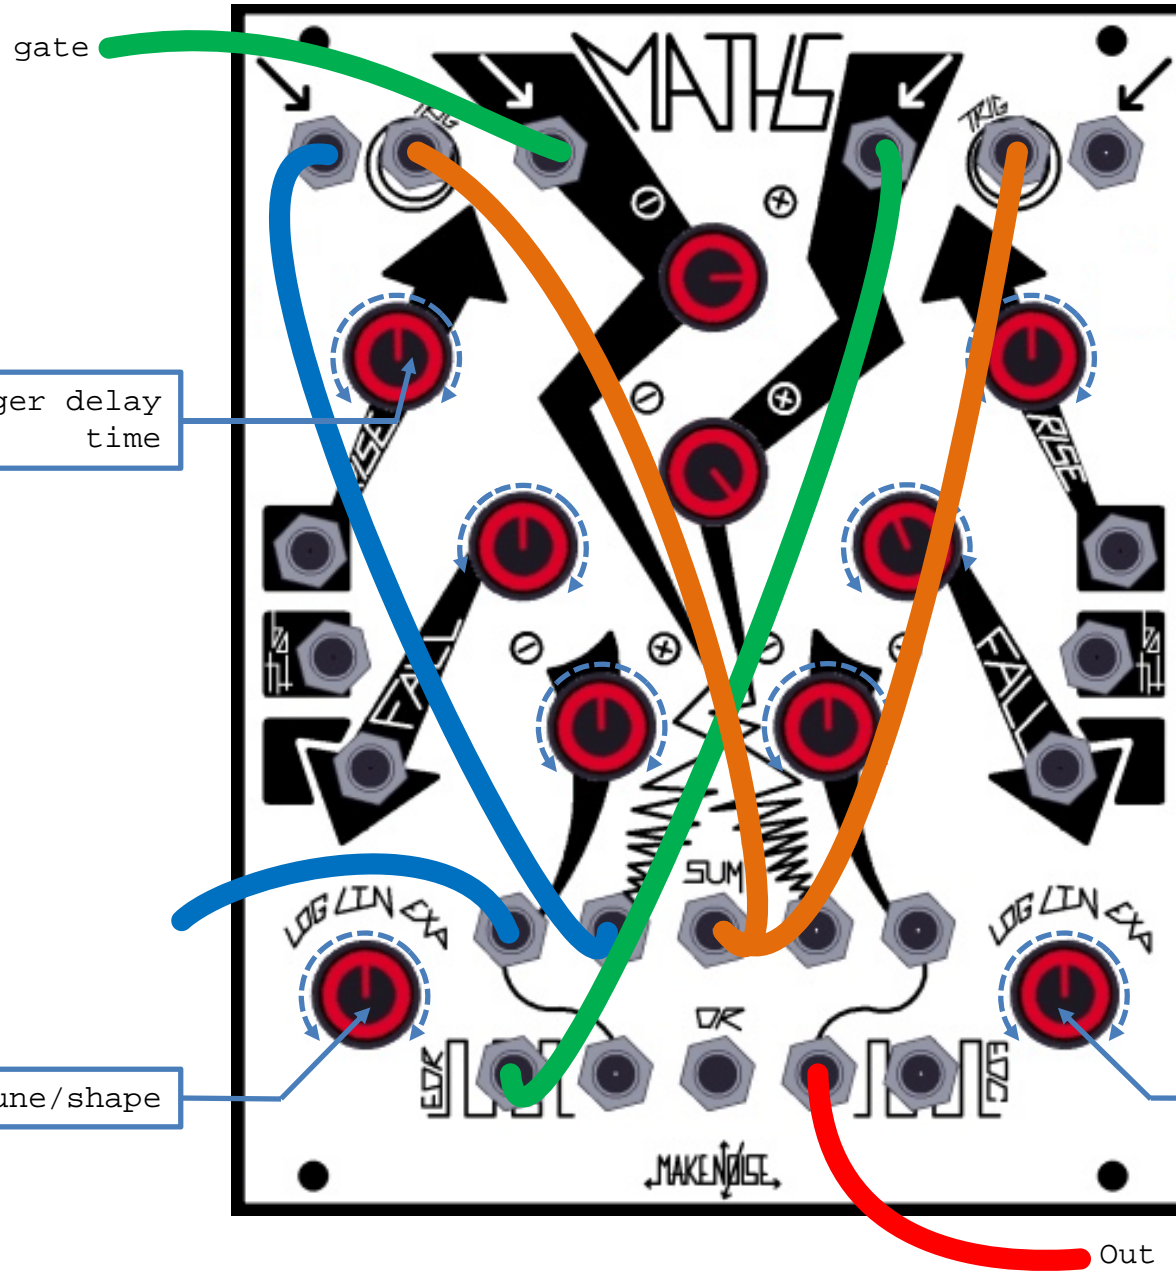 gate
MATHS
TRIG
TRIG
ger delay
time
RISE
RISE
FALL
FALL
SUM
LOG LIN EXP
LOG LIN EXP
OR
EOR
EOC
une/shape
MAKENOISE
Out